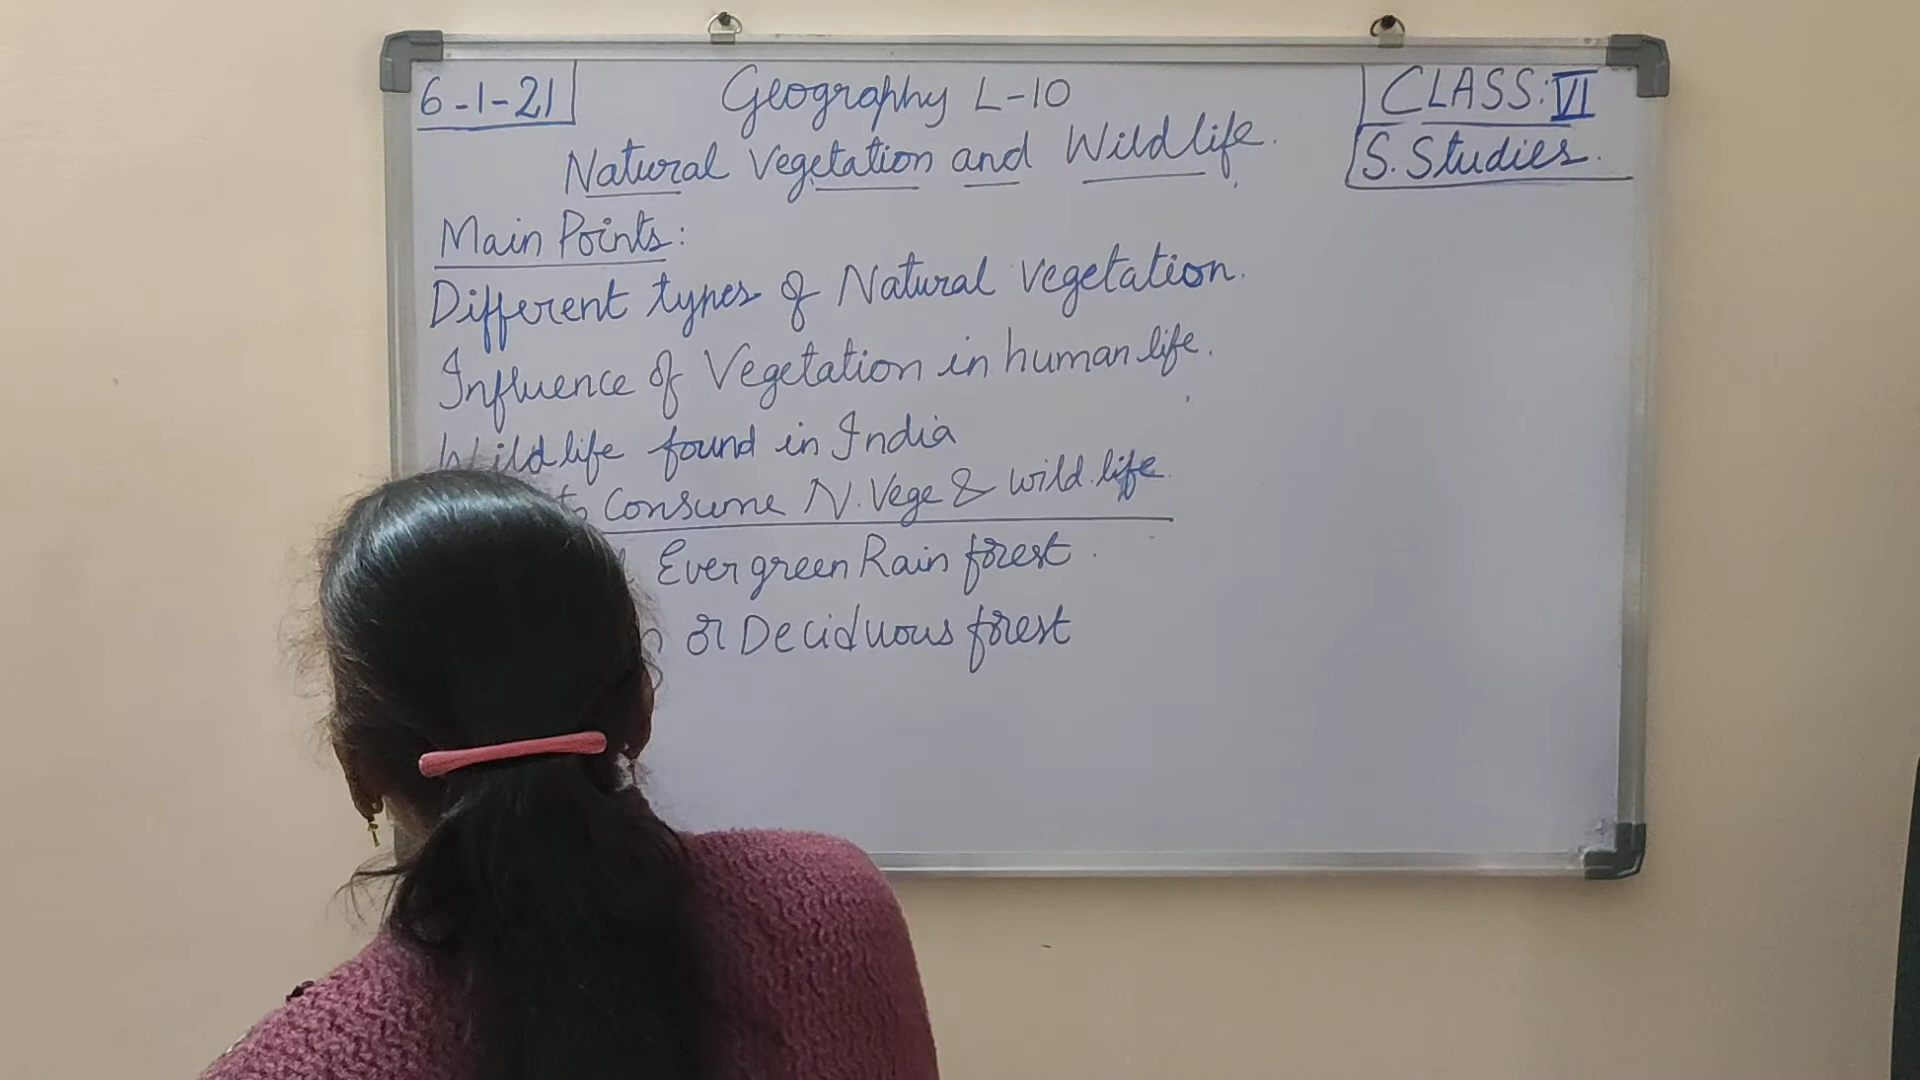 6-1-21
Geography L-10
CLASS: VI
S. Studies.
Natural Vegetation and Wildlife.
Main Points:
Different types of Natural Vegetation.
Influence of Vegetation in human life.
Wildlife found in India
Consume N. Vege & wild life
Evergreen Rain forest
or Deciduous forest